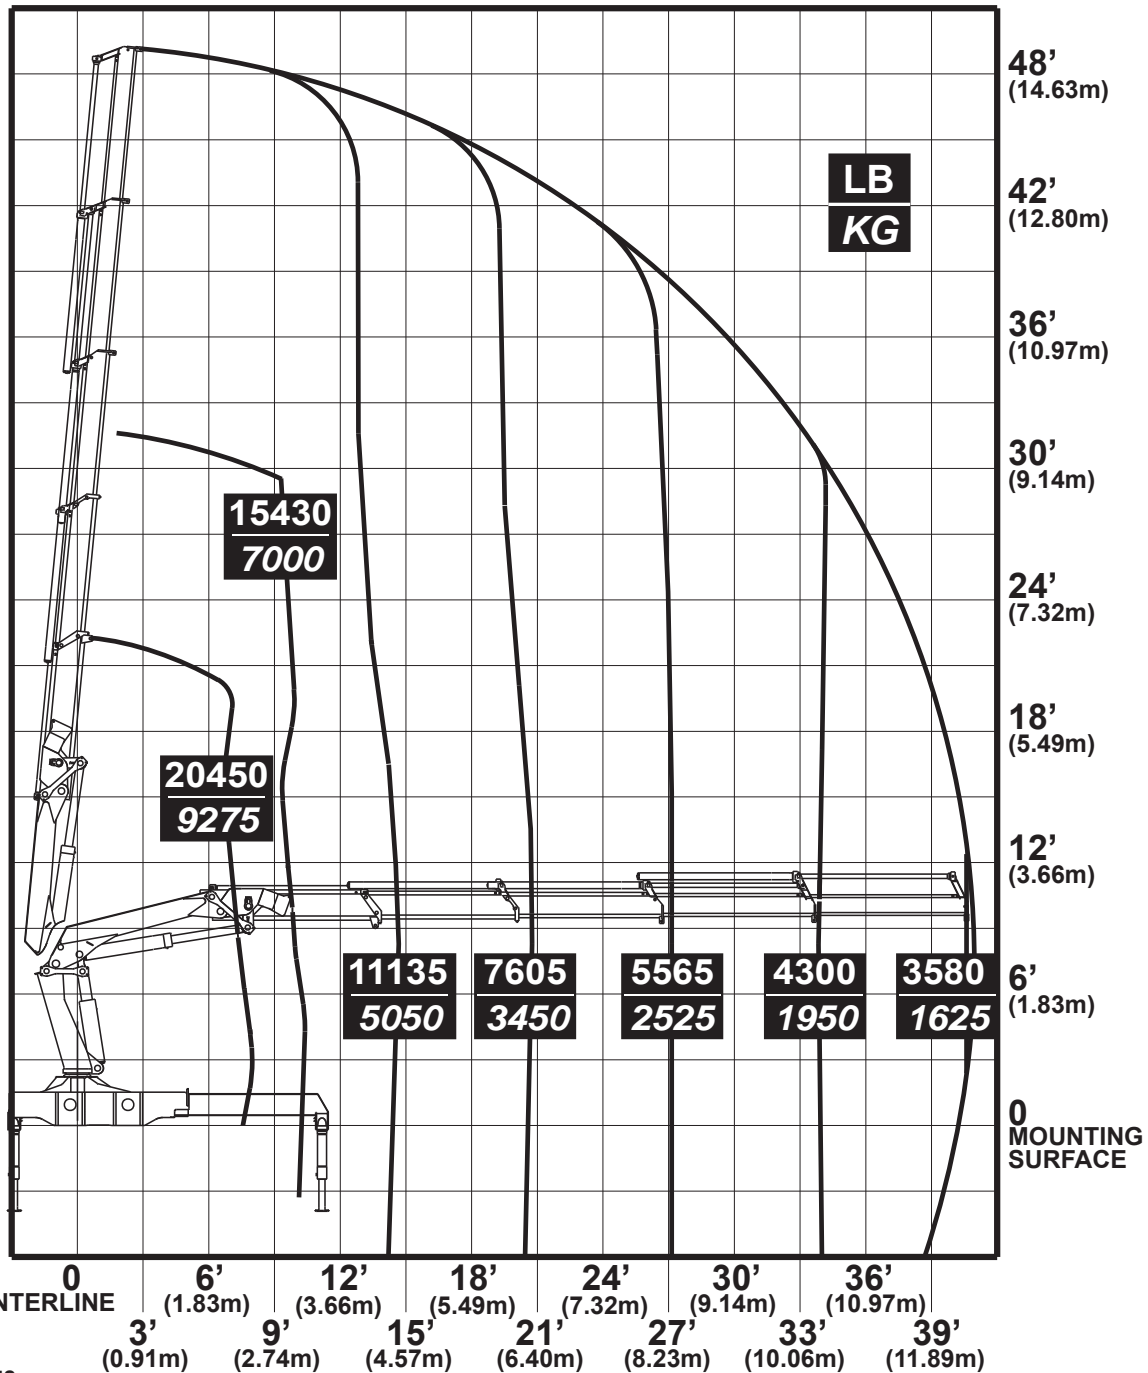 48’
(14.63m)
LB
KG
42’
(12.80m)
36’
(10.97m)
30’
(9.14m)
15430
7000
24’
(7.32m)
18’
(5.49m)
20450
9275
12’
(3.66m)
11135
5050
7605
3450
5565
2525
4300
1950
3580
1625
6’
(1.83m)
0
MOUNTING
SURFACE
0 6’ 12’ 18’ 24’ 30’ 36’
NTERLINE (1.83m) (3.66m) (5.49m) (7.32m) (9.14m) (10.97m)
3’ 9’ 15’ 21’ 27’ 33’ 39’
(0.91m) (2.74m) (4.57m) (6.40m) (8.23m) (10.06m) (11.89m)